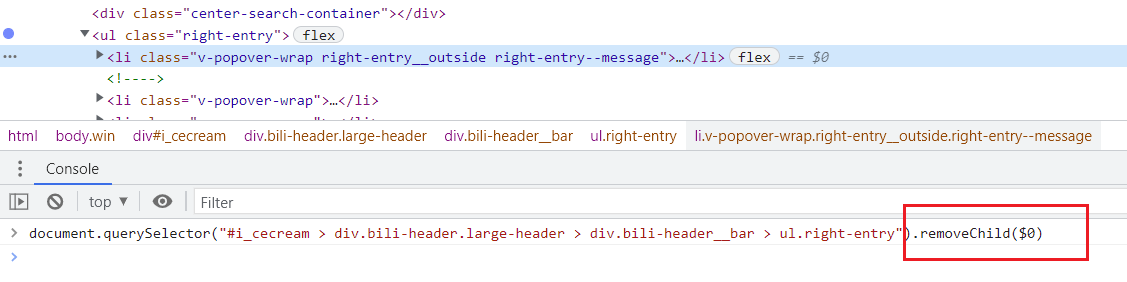 <div class="center-search-container"></div>
<ul class="right-entry"> flex
<li class="v-popover-wrap right-entry__outside right-entry--message">…</li> flex == $0
<!---->
<li class="v-popover-wrap">…</li>
html body.win div#i_cecream div.bili-header.large-header div.bili-header__bar ul.right-entry li.v-popover-wrap.right-entry__outside.right-entry--message
Console
top Filter
document.querySelector("#i_cecream > div.bili-header.large-header > div.bili-header__bar > ul.right-entry").removeChild($0)